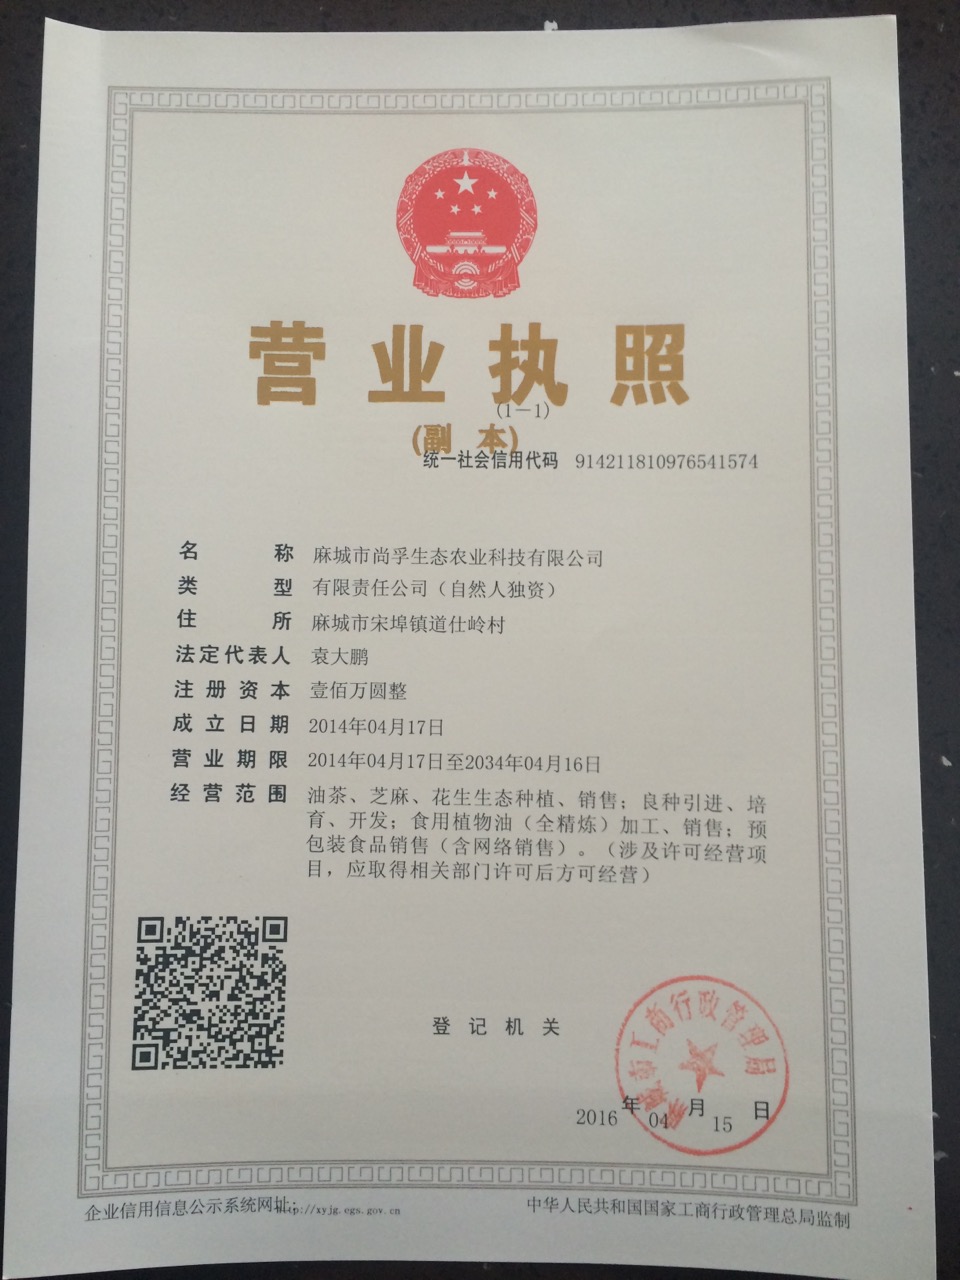 营业执照
(1-1)
(副 本)
统一社会信用代码 914211810976541574
名称 麻城市尚孚生态农业科技有限公司
类型 有限责任公司（自然人独资）
住所 麻城市宋埠镇道仕岭村
法定代表人 袁大鹏
注册资本 壹佰万圆整
成立日期 2014年04月17日
营业期限 2014年04月17日至2034年04月16日
经营范围 油茶、芝麻、花生生态种植、销售；良种引进、培
育、开发；食用植物油（全精炼）加工、销售；预
包装食品销售（含网络销售）。（涉及许可经营项
目，应取得相关部门许可后方可经营）
登记机关
麻城市工商行政管理局
2016年04月15日
企业信用信息公示系统网址：http://xyjg.egs.gov.cn
中华人民共和国国家工商行政管理总局监制